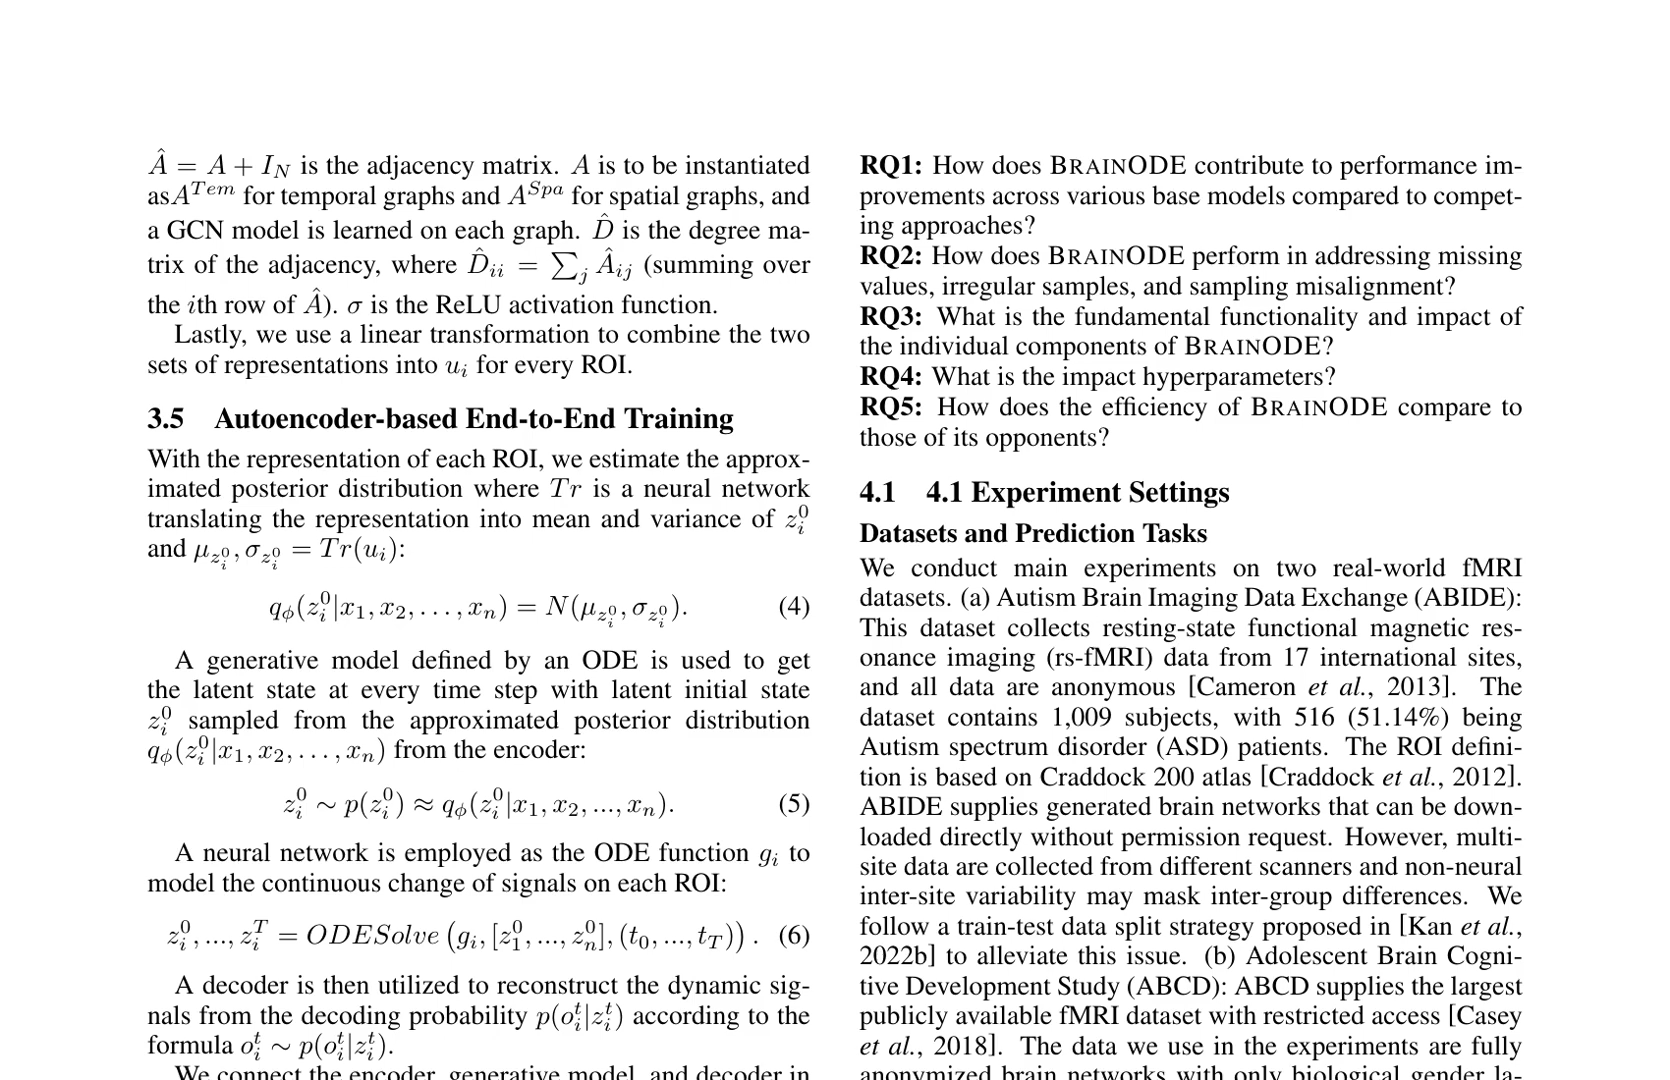 Â = A + I_N is the adjacency matrix. A is to be instantiated
asA^{Tem} for temporal graphs and A^{Spa} for spatial graphs, and
a GCN model is learned on each graph. D̂ is the degree ma-
trix of the adjacency, where D̂_{ii} = ∑_j Â_{ij} (summing over
the ith row of Â). σ is the ReLU activation function.
Lastly, we use a linear transformation to combine the two
sets of representations into u_i for every ROI.
3.5 Autoencoder-based End-to-End Training
With the representation of each ROI, we estimate the approx-
imated posterior distribution where Tr is a neural network
translating the representation into mean and variance of z_i^0
and μ_{z_i^0}, σ_{z_i^0} = Tr(u_i):
q_ϕ(z_i^0|x_1, x_2, . . . , x_n) = N(μ_{z_i^0}, σ_{z_i^0}). (4)
A generative model defined by an ODE is used to get
the latent state at every time step with latent initial state
z_i^0 sampled from the approximated posterior distribution
q_ϕ(z_i^0|x_1, x_2, . . . , x_n) from the encoder:
z_i^0 ∼ p(z_i^0) ≈ q_ϕ(z_i^0|x_1, x_2, ..., x_n). (5)
A neural network is employed as the ODE function g_i to
model the continuous change of signals on each ROI:
z_i^0, ..., z_i^T = ODESolve (g_i, [z_1^0, ..., z_n^0], (t_0, ..., t_T)) . (6)
A decoder is then utilized to reconstruct the dynamic sig-
nals from the decoding probability p(o_i^t|z_i^t) according to the
formula o_i^t ∼ p(o_i^t|z_i^t).
We connect the encoder, generative model, and decoder in
RQ1: How does BRAINODE contribute to performance im-
provements across various base models compared to compet-
ing approaches?
RQ2: How does BRAINODE perform in addressing missing
values, irregular samples, and sampling misalignment?
RQ3: What is the fundamental functionality and impact of
the individual components of BRAINODE?
RQ4: What is the impact hyperparameters?
RQ5: How does the efficiency of BRAINODE compare to
those of its opponents?
4.1 4.1 Experiment Settings
Datasets and Prediction Tasks
We conduct main experiments on two real-world fMRI
datasets. (a) Autism Brain Imaging Data Exchange (ABIDE):
This dataset collects resting-state functional magnetic res-
onance imaging (rs-fMRI) data from 17 international sites,
and all data are anonymous [Cameron et al., 2013]. The
dataset contains 1,009 subjects, with 516 (51.14%) being
Autism spectrum disorder (ASD) patients. The ROI defini-
tion is based on Craddock 200 atlas [Craddock et al., 2012].
ABIDE supplies generated brain networks that can be down-
loaded directly without permission request. However, multi-
site data are collected from different scanners and non-neural
inter-site variability may mask inter-group differences. We
follow a train-test data split strategy proposed in [Kan et al.,
2022b] to alleviate this issue. (b) Adolescent Brain Cogni-
tive Development Study (ABCD): ABCD supplies the largest
publicly available fMRI dataset with restricted access [Casey
et al., 2018]. The data we use in the experiments are fully
anonymized brain networks with only biological gender la-